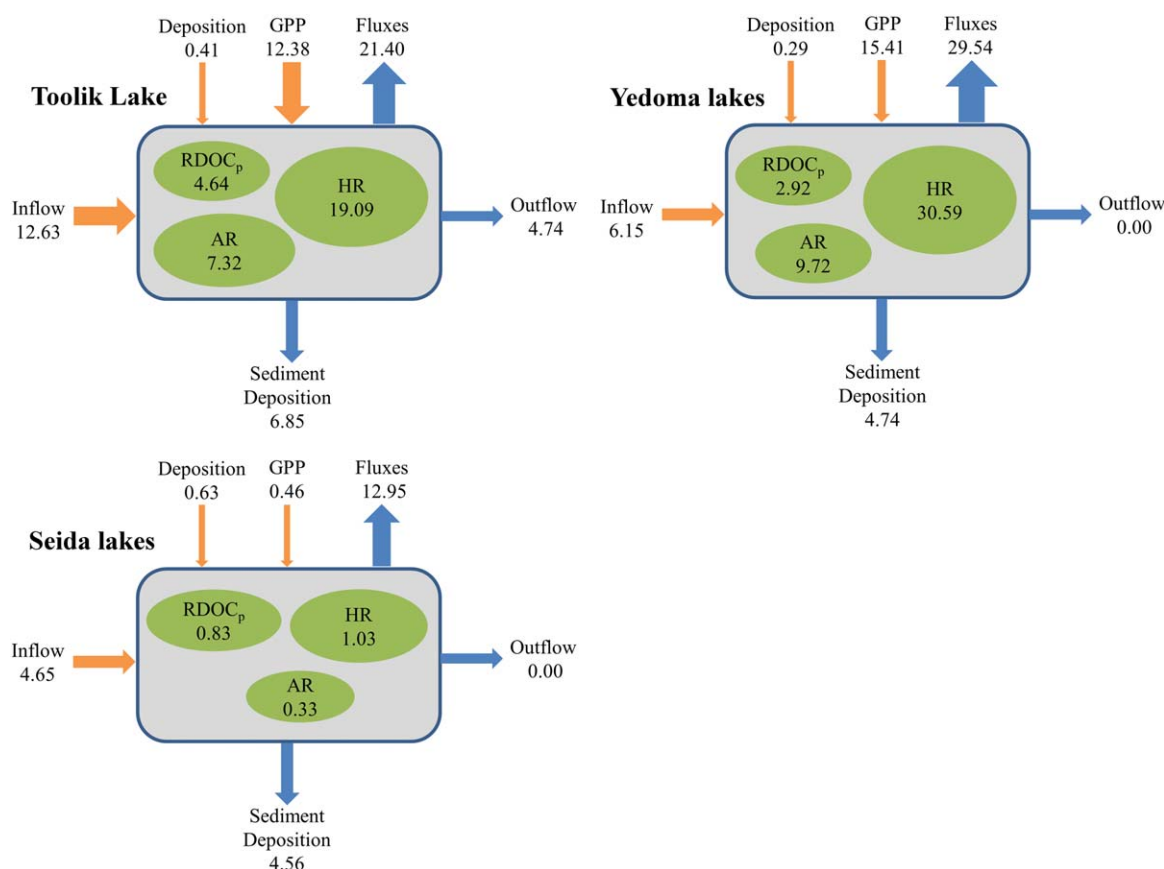 Deposition
0.41
GPP
12.38
Fluxes
21.40
Toolik Lake
RDOCp
4.64
HR
19.09
AR
7.32
Inflow
12.63
Outflow
4.74
Sediment
Deposition
6.85
Deposition
0.29
GPP
15.41
Fluxes
29.54
Yedoma lakes
RDOCp
2.92
HR
30.59
AR
9.72
Inflow
6.15
Outflow
0.00
Sediment
Deposition
4.74
Deposition
0.63
GPP
0.46
Fluxes
12.95
Seida lakes
RDOCp
0.83
HR
1.03
AR
0.33
Inflow
4.65
Outflow
0.00
Sediment
Deposition
4.56